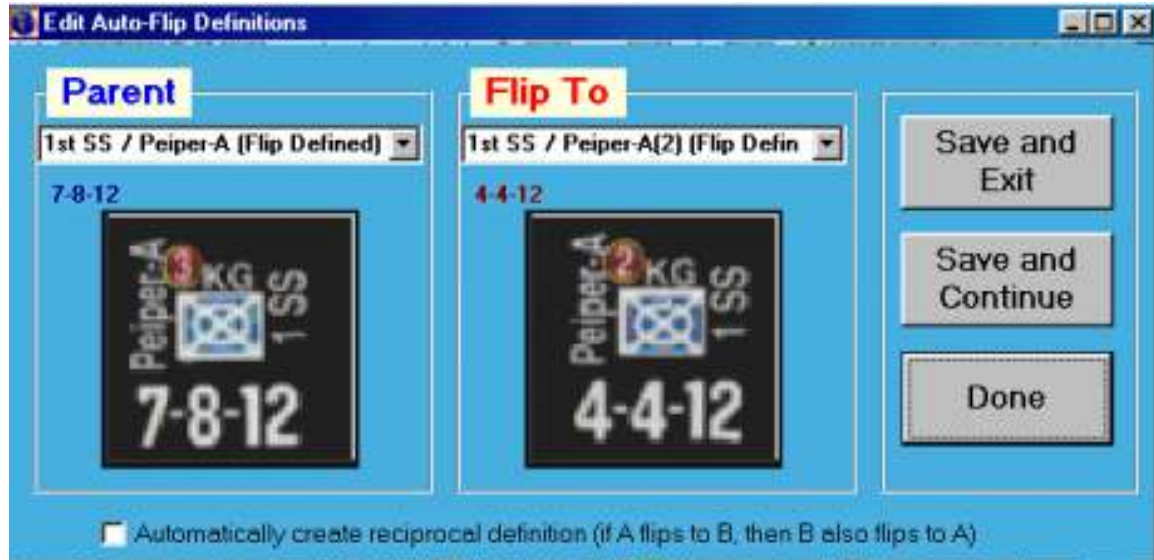 Edit Auto-Flip Definitions
Parent
1st SS / Peiper-A (Flip Defined)
7-8-12
Peiper-A
3
KG
1 SS
7-8-12
Flip To
1st SS / Peiper-A(2) (Flip Defin
4-4-12
Peiper-A
2
KG
1 SS
4-4-12
Save and
Exit
Save and
Continue
Done
Automatically create reciprocal definition (if A flips to B, then B also flips to A)